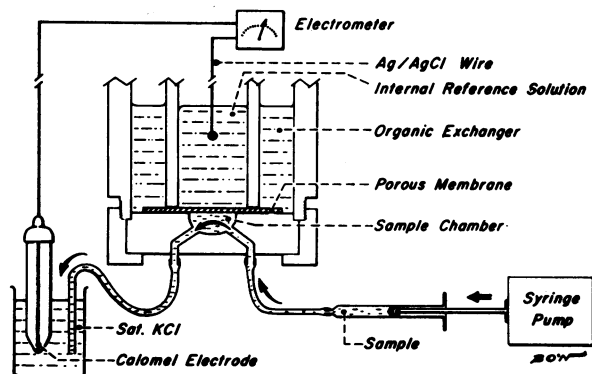 Electrometer
Ag/AgCl Wire
Internal Reference Solution
Organic Exchanger
Porous Membrane
Sample Chamber
Sat. KCl
Calomel Electrode
Sample
Syringe
Pump